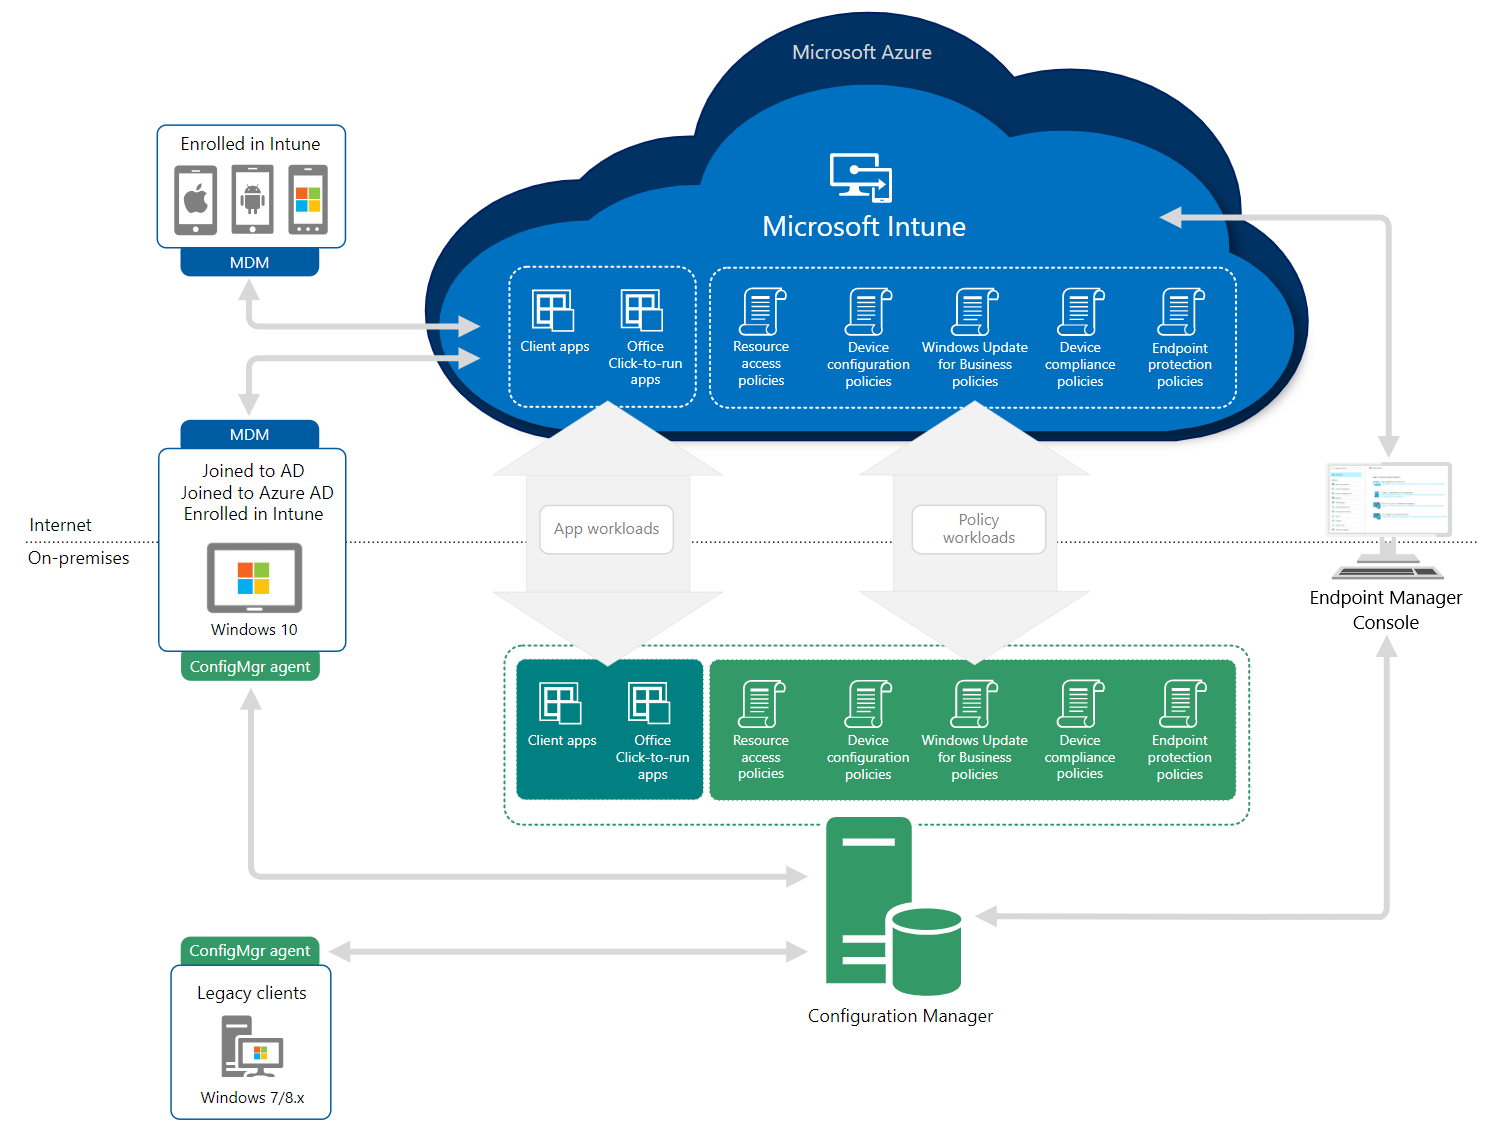 Microsoft Azure
Enrolled in Intune
MDM
Microsoft Intune
Client apps
Office
Click-to-run
apps
Resource
access
policies
Device
configuration
policies
Windows Update
for Business
policies
Device
compliance
policies
Endpoint
protection
policies
MDM
Joined to AD
Joined to Azure AD
Enrolled in Intune
Windows 10
ConfigMgr agent
Internet
On-premises
App workloads
Policy
workloads
Endpoint Manager
Console
Client apps
Office
Click-to-run
apps
Resource
access
policies
Device
configuration
policies
Windows Update
for Business
policies
Device
compliance
policies
Endpoint
protection
policies
Configuration Manager
ConfigMgr agent
Legacy clients
Windows 7/8.x